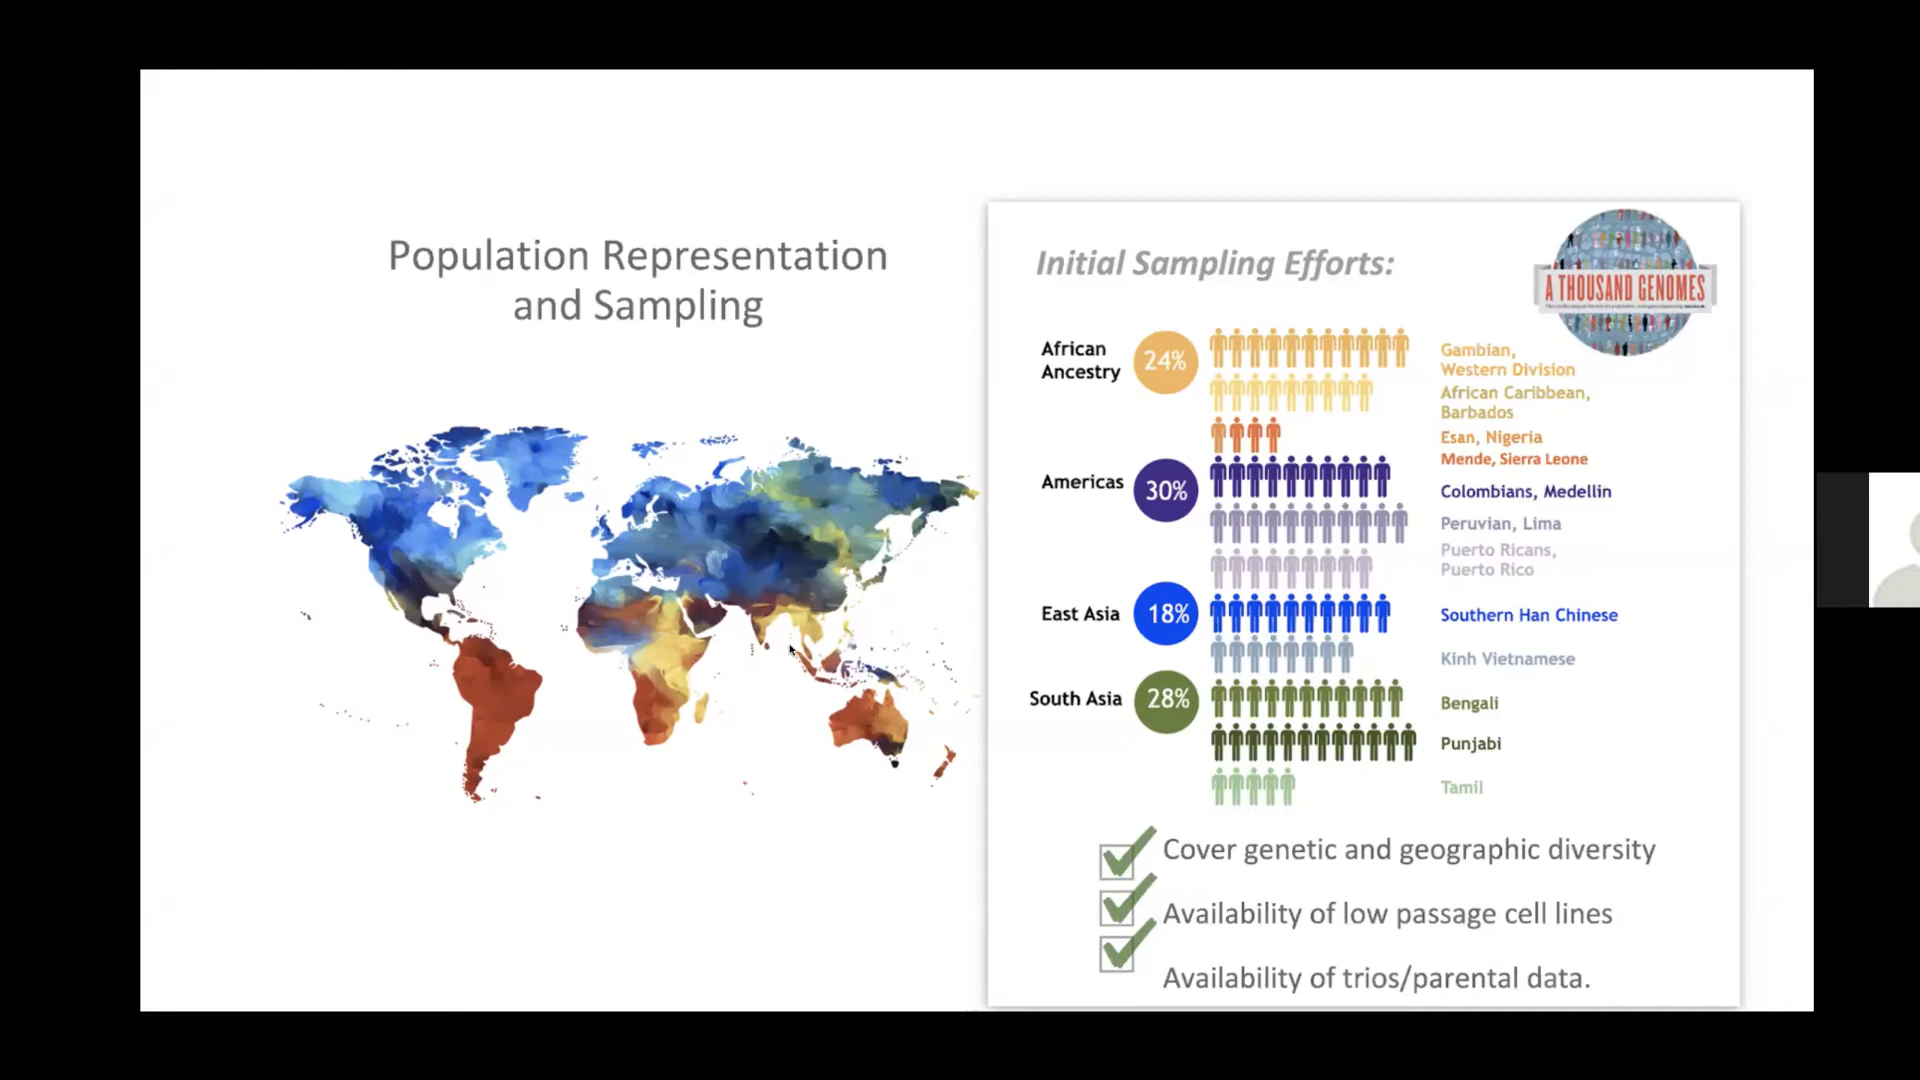 Population Representation
and Sampling
Initial Sampling Efforts:
A THOUSAND GENOMES
African
Ancestry
24%
Gambian,
Western Division
African Caribbean,
Barbados
Esan, Nigeria
Mende, Sierra Leone
Americas
30%
Colombians, Medellin
Peruvian, Lima
Puerto Ricans,
Puerto Rico
East Asia
18%
Southern Han Chinese
Kinh Vietnamese
South Asia
28%
Bengali
Punjabi
Tamil
Cover genetic and geographic diversity
Availability of low passage cell lines
Availability of trios/parental data.